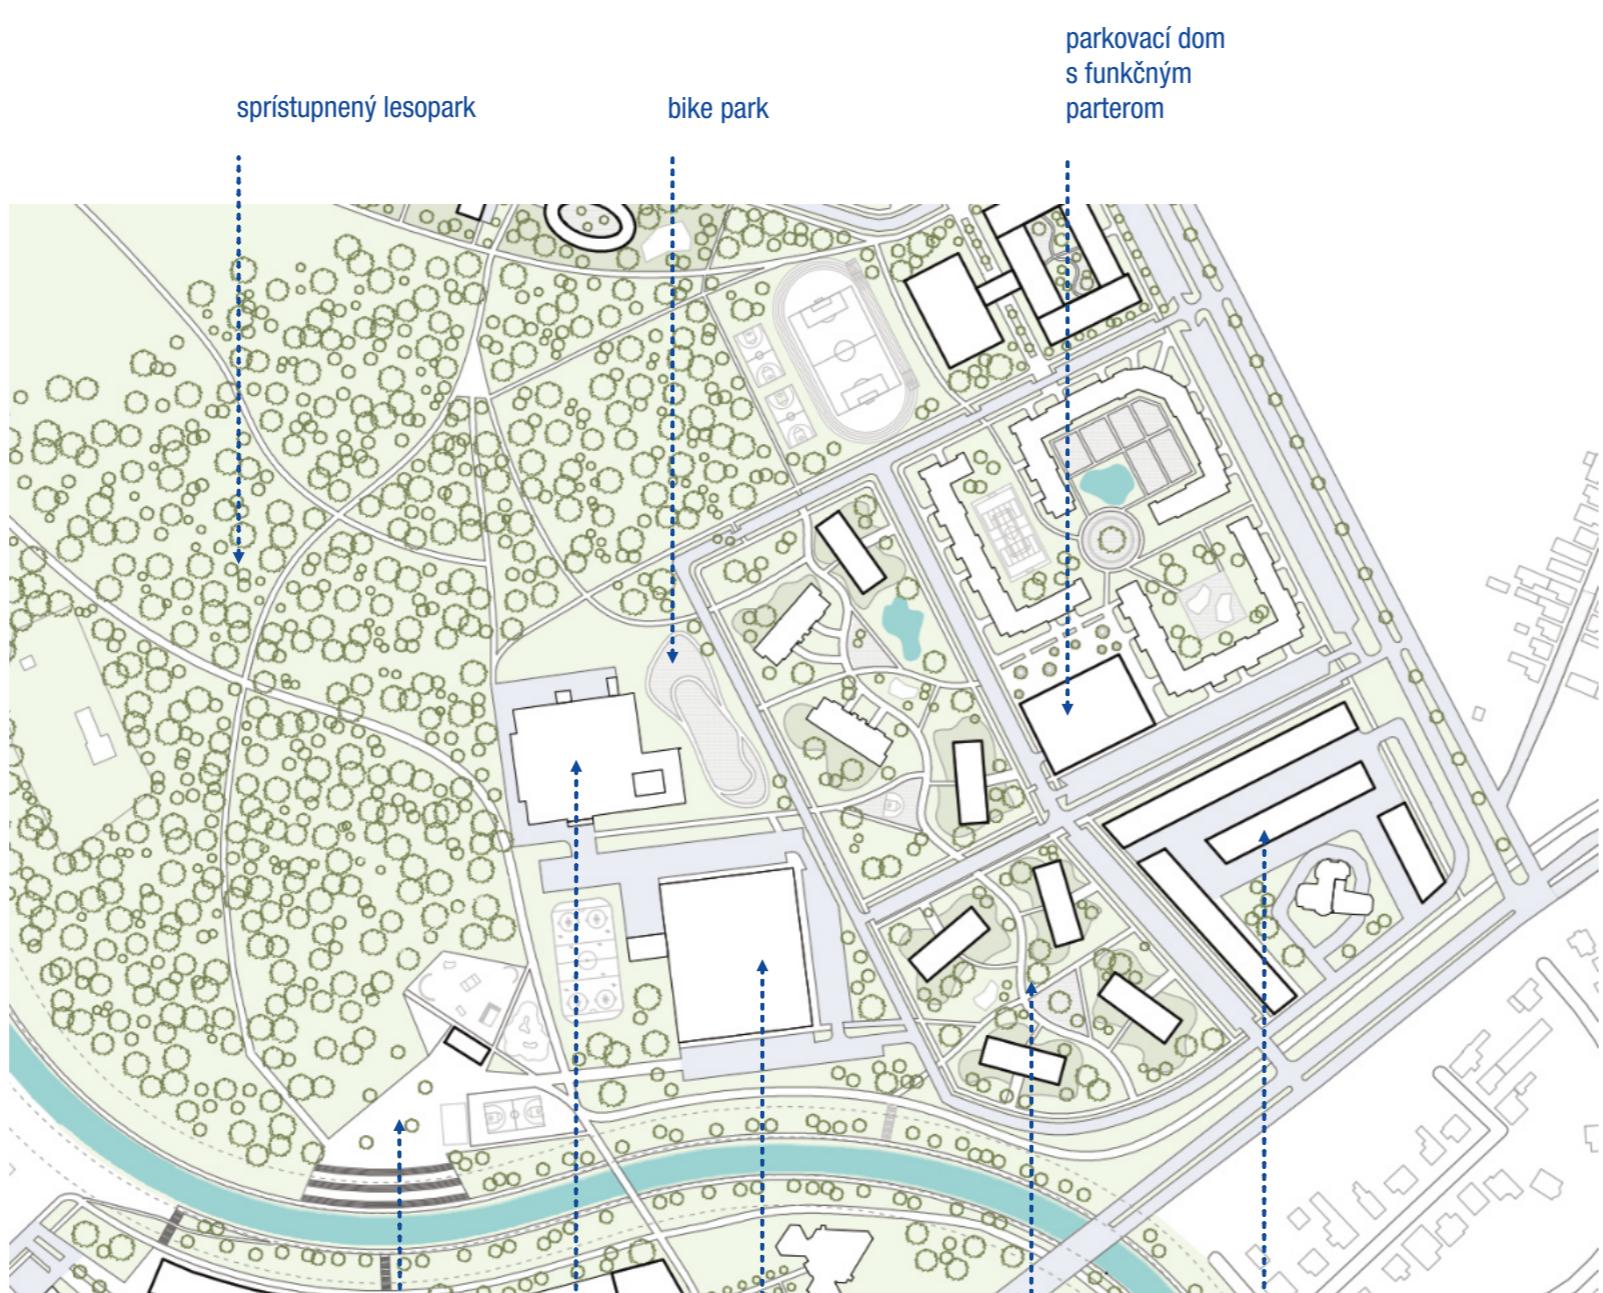 parkovací dom
s funkčným
parterom
sprístupnený lesopark
bike park